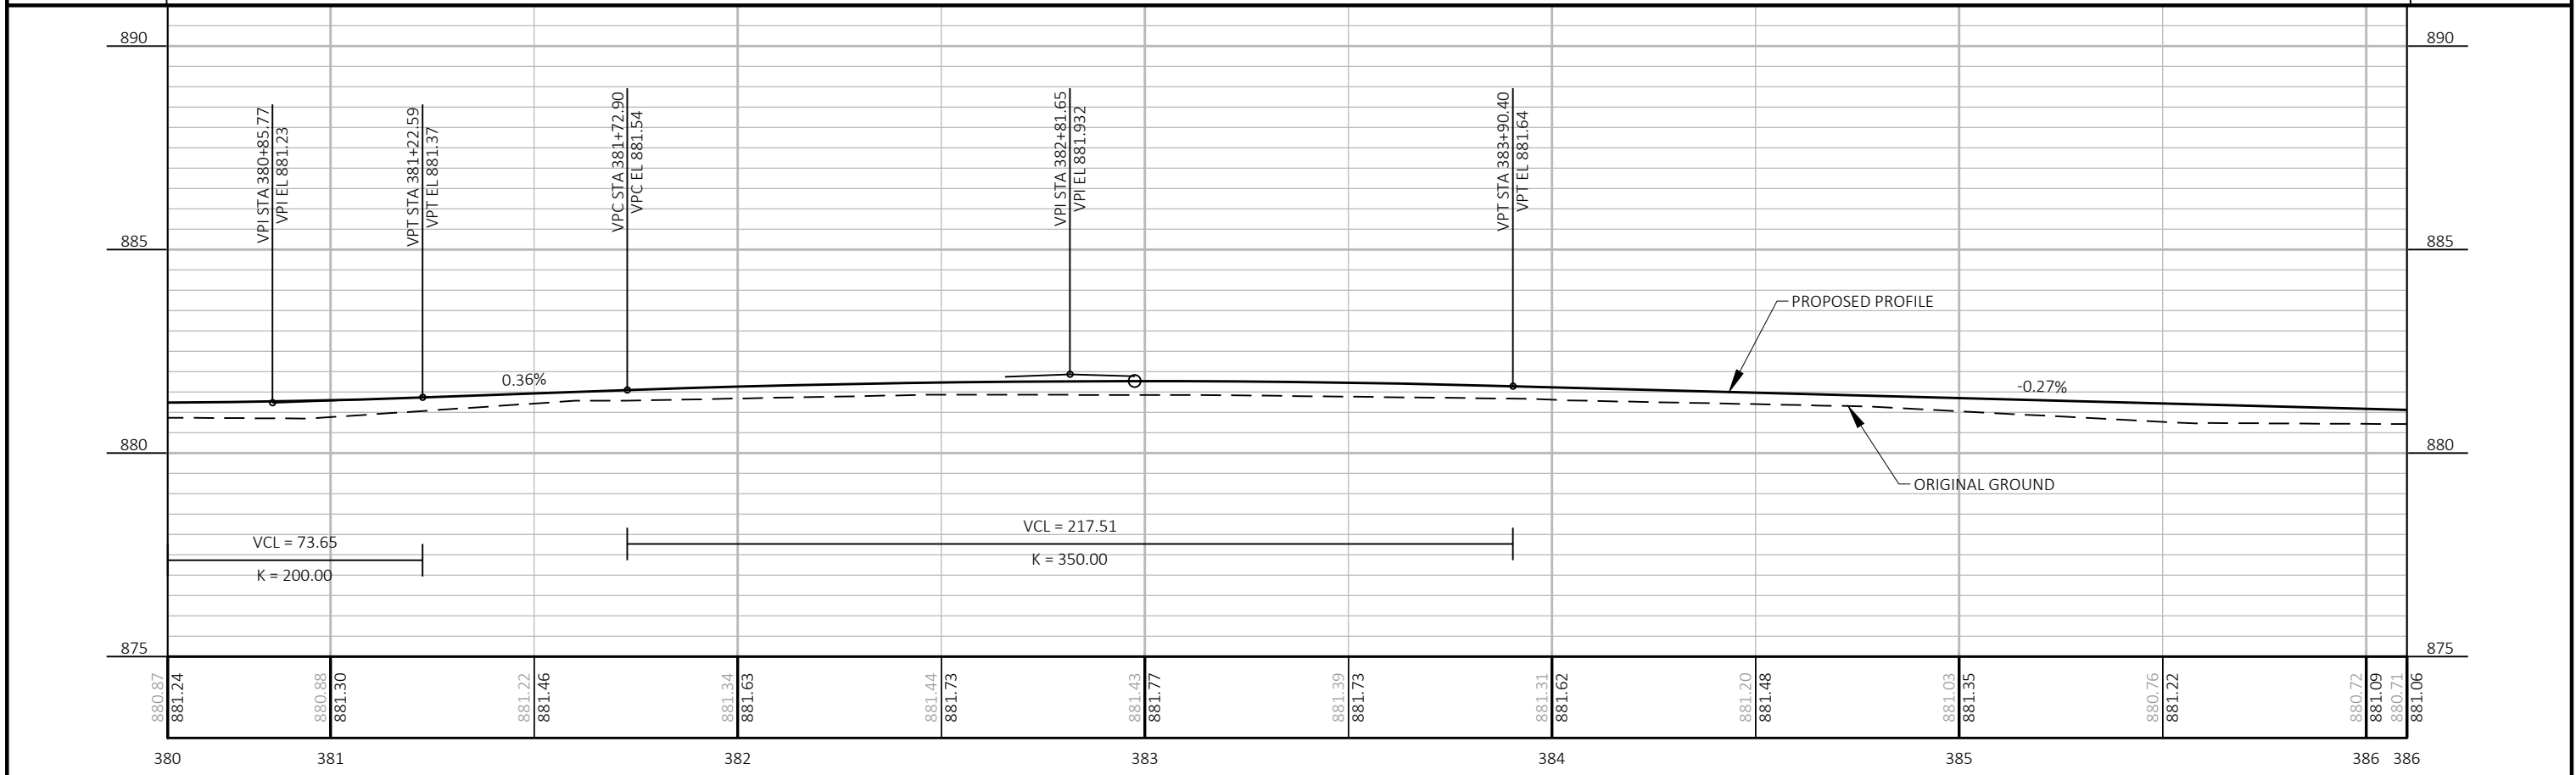 890
890
VPI STA 380+85.77
VPI EL 881.23
VPT STA 381+22.59
VPT EL 881.37
VPC STA 381+72.90
VPC EL 881.54
VPI STA 382+81.65
VPI EL 881.932
VPT STA 383+90.40
VPT EL 881.64
885
885
PROPOSED PROFILE
0.36%
-0.27%
880
880
ORIGINAL GROUND
VCL = 73.65
K = 200.00
VCL = 217.51
K = 350.00
875
875
880.87
881.24
880.88
881.30
881.22
881.46
881.34
881.63
881.44
881.73
881.43
881.77
881.39
881.73
881.31
881.62
881.20
881.48
881.03
881.35
880.76
881.22
880.72
881.09
880.71
881.06
380
381
382
383
384
385
386
386